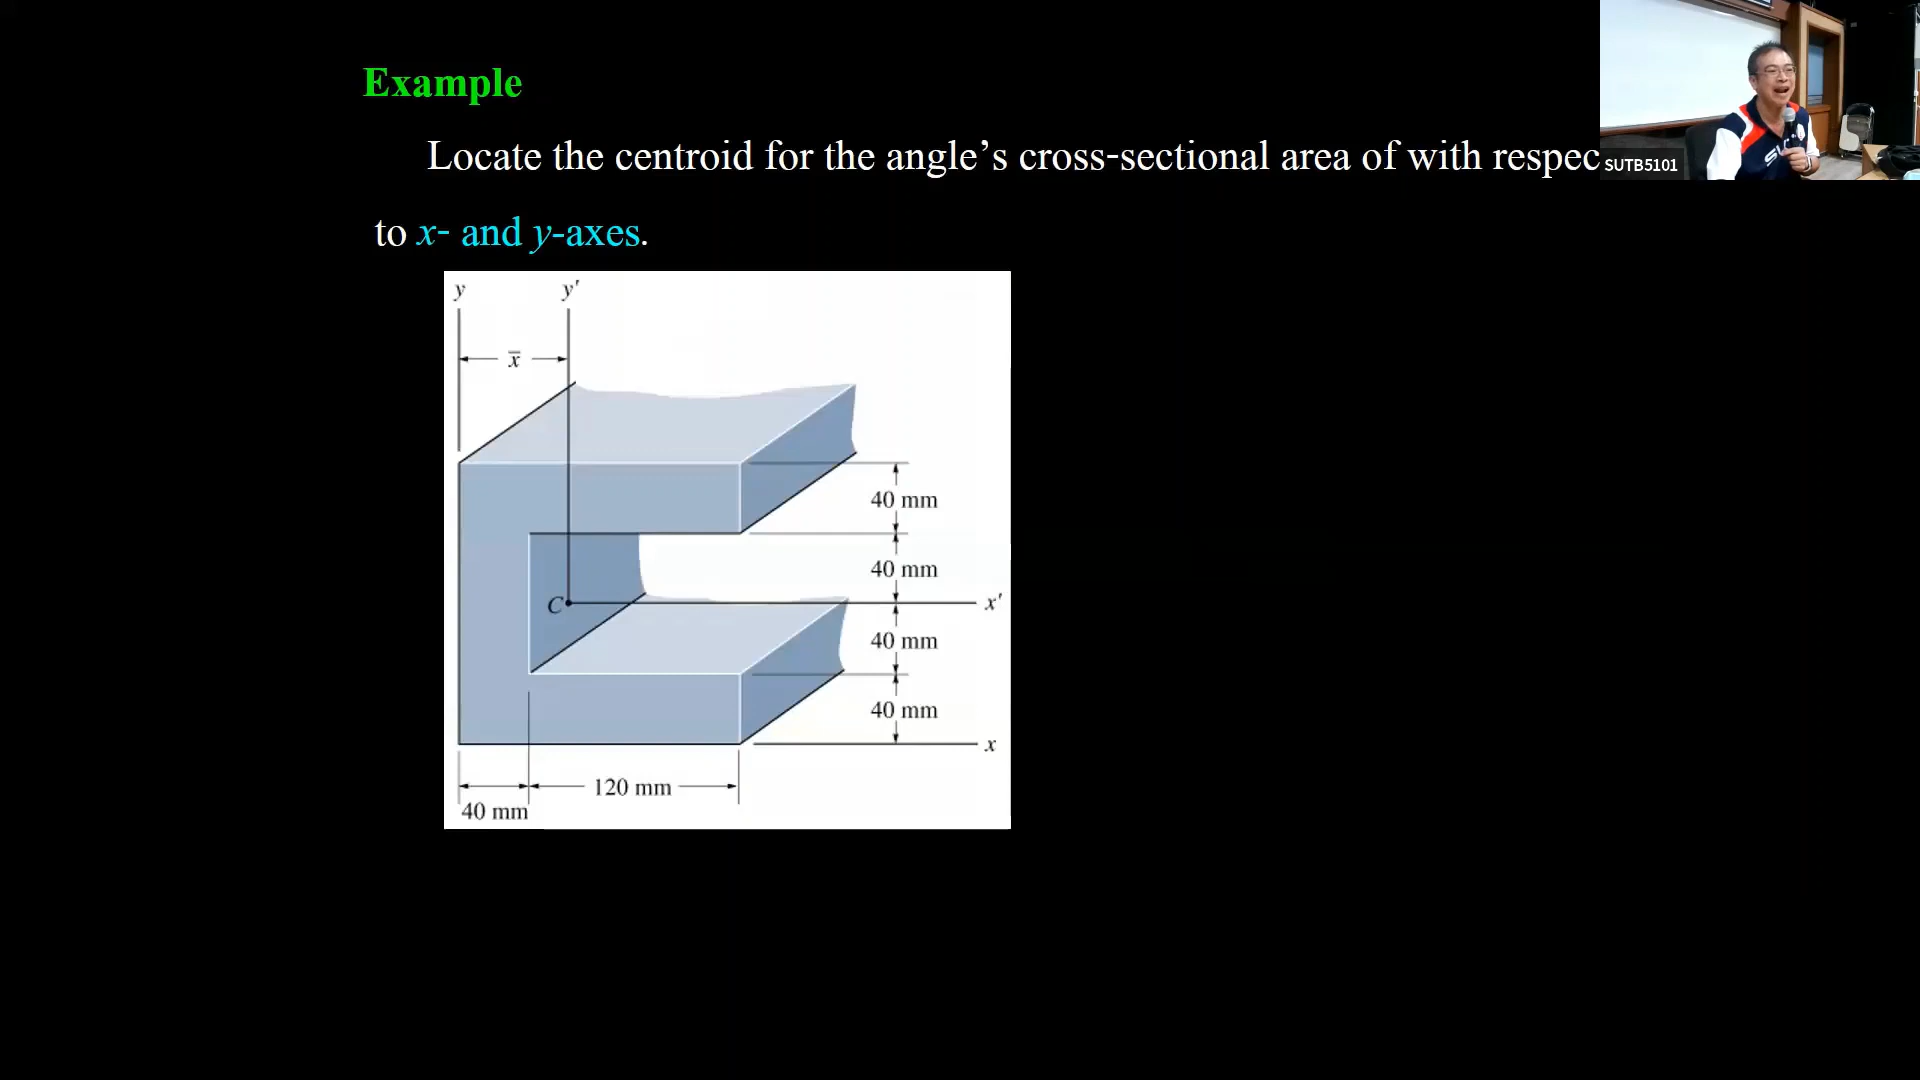 Example
Locate the centroid for the angle’s cross-sectional area of with respec
to x- and y-axes.
SUTB5101
y
y'
x̄
40 mm
40 mm
C
x'
40 mm
40 mm
x
120 mm
40 mm